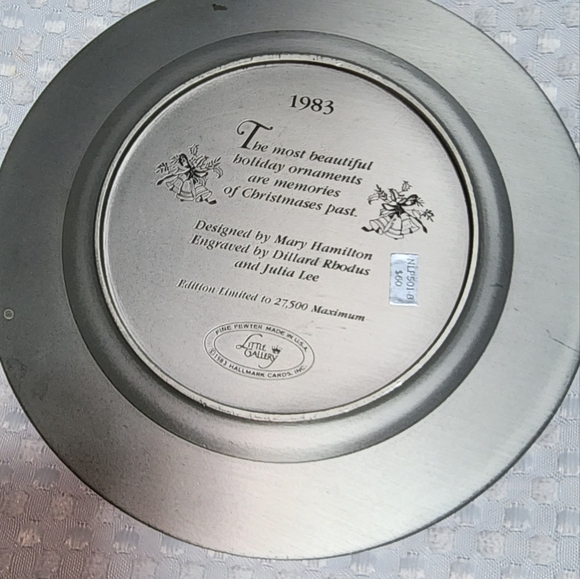 1983
The most beautiful
holiday ornaments
are memories
of Christmases past.
Designed by Mary Hamilton
Engraved by Dillard Rhodus
and Julia Lee
Edition Limited to 27,500 Maximum
FINE PEWTER MADE IN U.S.A.
LITTLE
GALLERY
©1983 HALLMARK CARDS, INC.
NLP501-8
$60